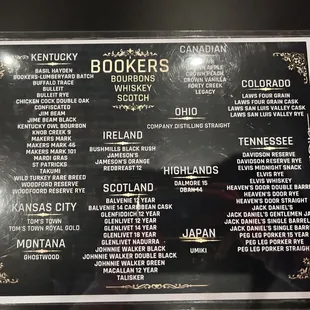 KENTUCKY
BASIL HAYDEN
BOOKERS-LUMBERYARD BATCH
BUFFALO TRACE
BULLEIT
BULLEIT RYE
CHICKEN COCK DOUBLE OAK
CONFISCATED
JIM BEAM
JIME BEAM BLACK
KENTUCKY OWL BOURBON
KNOB CREEK 9
MAKERS MARK
MAKERS MARK 46
MAKERS MARK 101
MARDI GRAS
ST PATRICKS
TAKUMI
WILD TURKEY RARE BREED
WOODFORD RESERVE
WOODFORD RESERVE RYE
KANSAS CITY
TOM'S TOWN
TOM'S TOWN ROYAL GOLD
MONTANA
GHOSTWOOD
BOOKERS
BOURBONS
WHISKEY
SCOTCH
IRELAND
BUSHMILLS BLACK RUSH
JAMESON'S
JAMESON'S ORANGE
REDBREAST 12
SCOTLAND
BALVENIE 12 YEAR
BALVENIE 14 CARIBBEAN CASK
GLENFIDDICH 12 YEAR
GLENLIVET 12 YEAR
GLENLIVET 14 YEAR
GLENLIVET 18 YEAR
GLENLIVET NADURRA
JOHNNIE WALKER BLACK
JOHNNIE WALKER DOUBLE BLACK
JOHNNIE WALKER GREEN
MACALLAN 12 YEAR
TALISKER
CANADIAN
APPLE
CROWN VANILLA
FORTY CREEK
LEGACY
OHIO
COMPANY DISTILLING STRAIGHT
HIGHLANDS
DALMORE 15
OBAN 14
JAPAN
UMIKI
COLORADO
LAWS FOUR GRAIN
LAWS FOUR GRAIN CASK
LAWS SAN LUIS VALLEY CASK
LAWS SAN LUIS VALLEY RYE
TENNESSEE
DAVIDSON RESERVE
DAVIDSON RESERVE RYE
ELVIS MIDNIGHT SNACK
ELVIS RYE
ELVIS WHISKEY
HEAVEN'S DOOR DOUBLE BARREL
HEAVEN'S DOOR RYE
HEAVEN'S DOOR STRAIGHT
JACK DANIEL'S
JACK DANIEL'S GENTLEMEN
JACK DANIEL'S SINGLE BARREL
JACK DANIEL'S SINGLE BARREL
PEG LEG PORKER 15 RYE
PEG LEG PORKER RYE
PEG LEG PORKER STRAIGHT